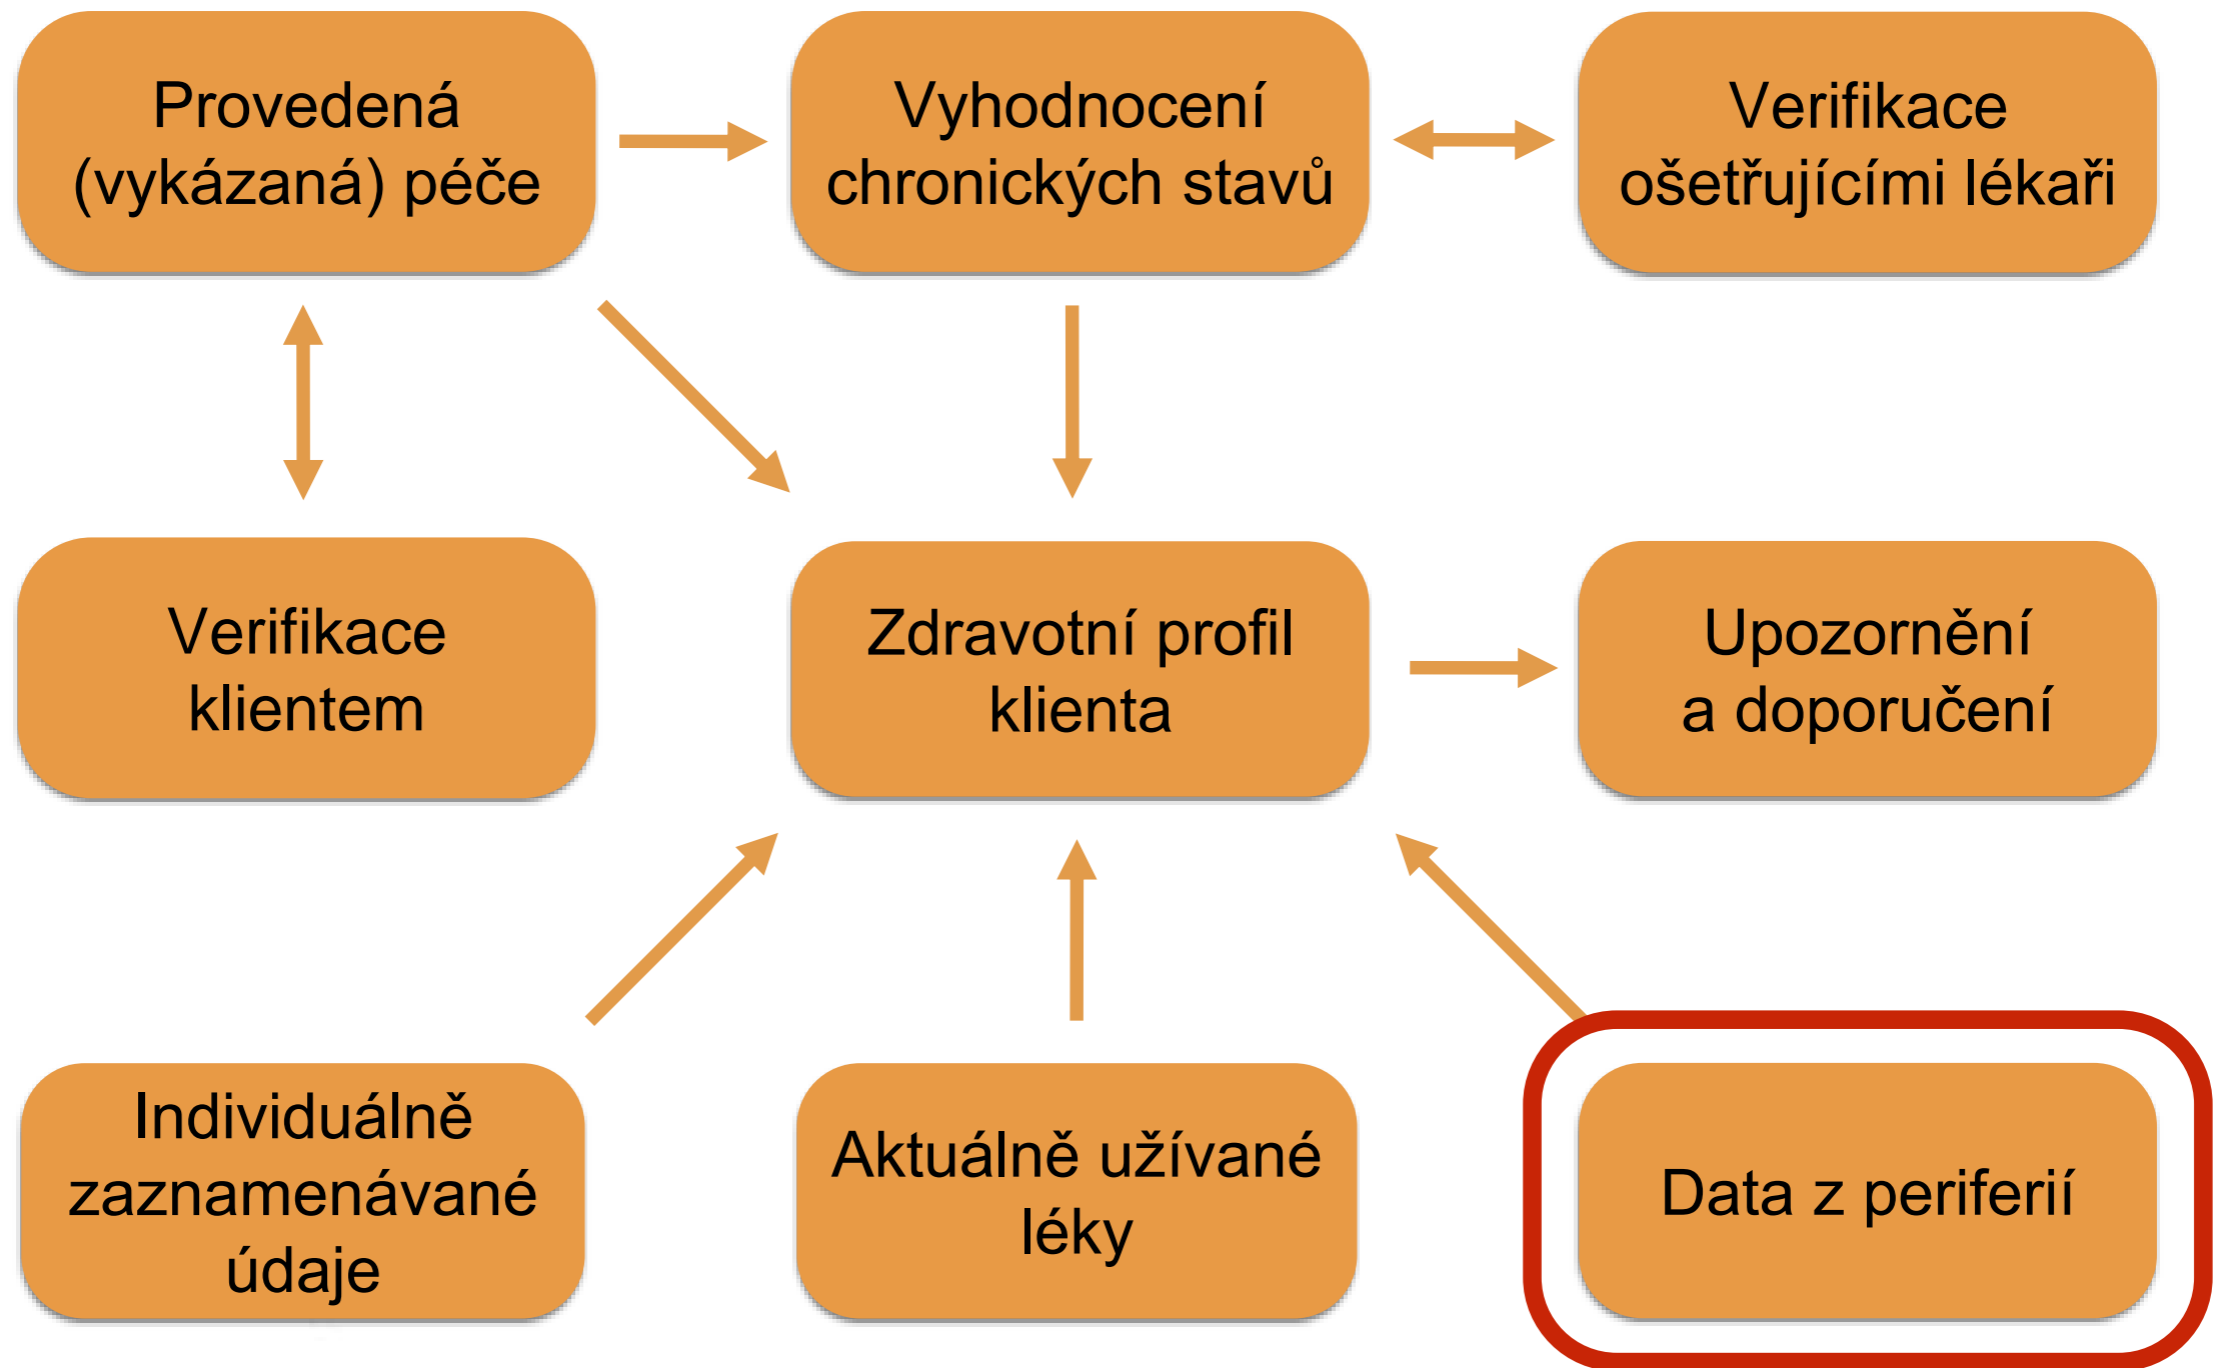 Provedená
(vykázaná) péče
Vyhodnocení
chronických stavů
Verifikace
ošetřujícími lékaři
Verifikace
klientem
Zdravotní profil
klienta
Upozornění
a doporučení
Individuálně
zaznamenávané
údaje
Aktuálně užívané
léky
Data z periferií